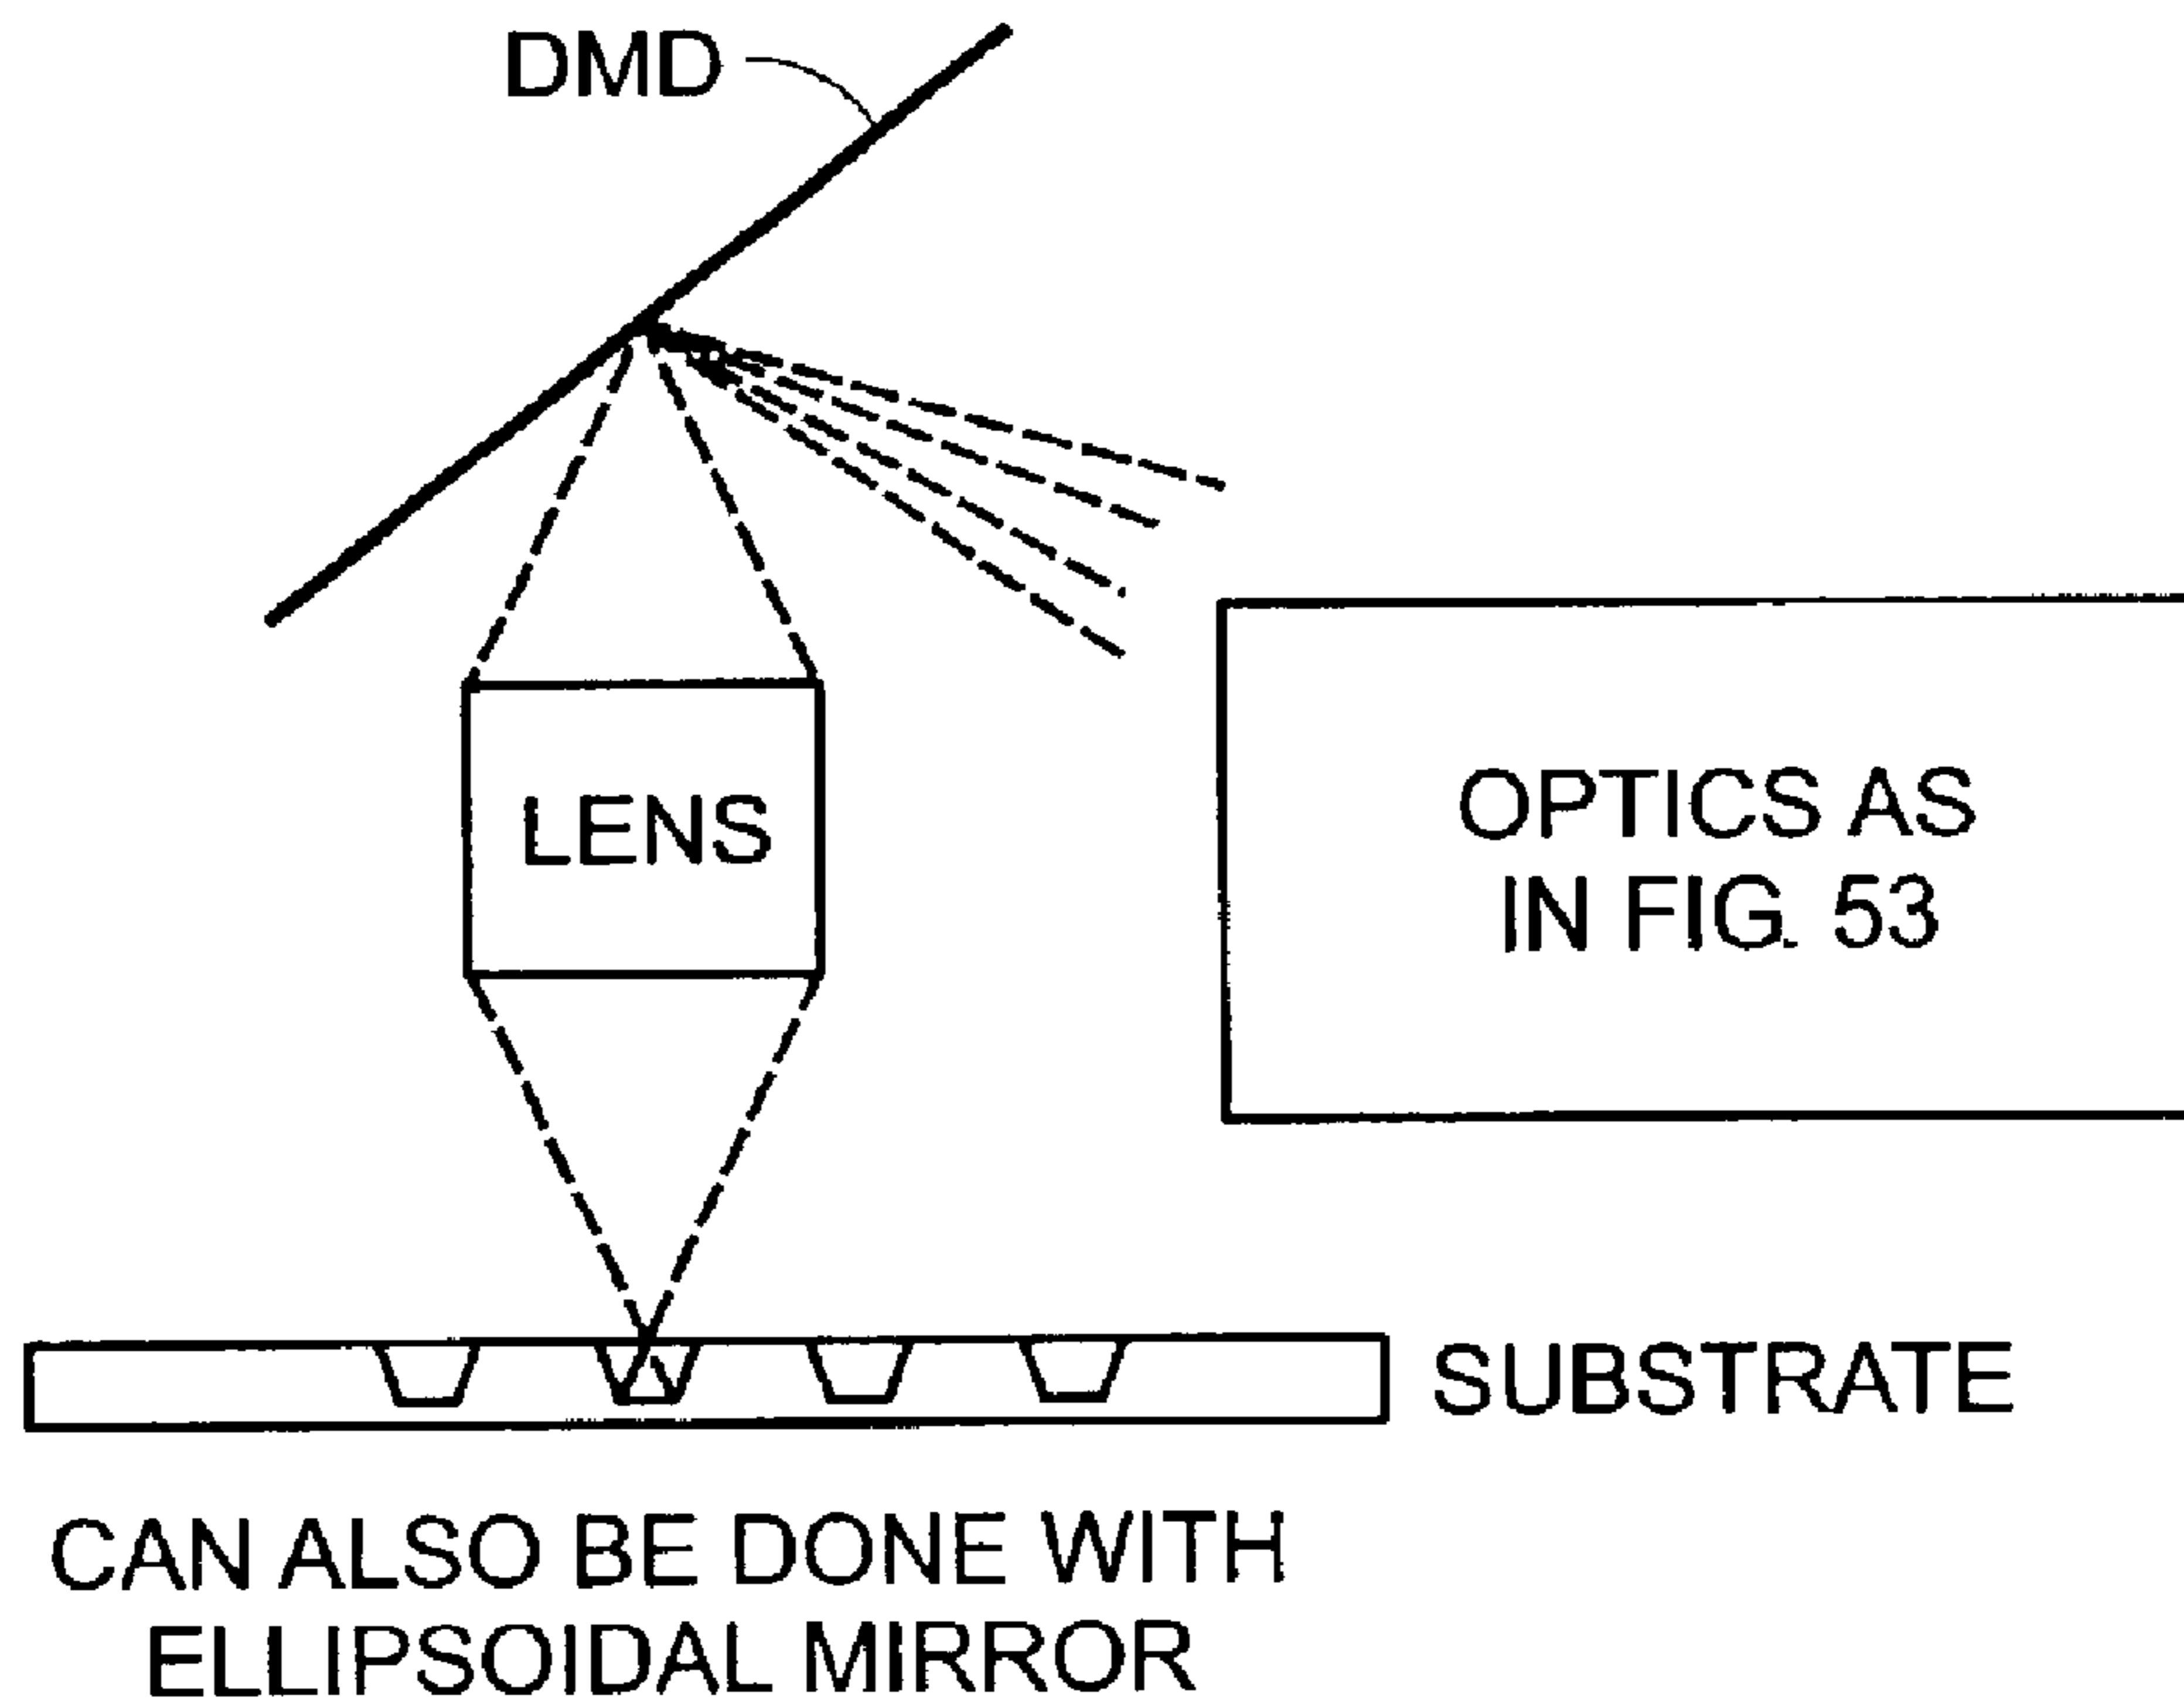 DMD
LENS
OPTICS AS
IN FIG. 53
SUBSTRATE
CAN ALSO BE DONE WITH
ELLIPSOIDAL MIRROR